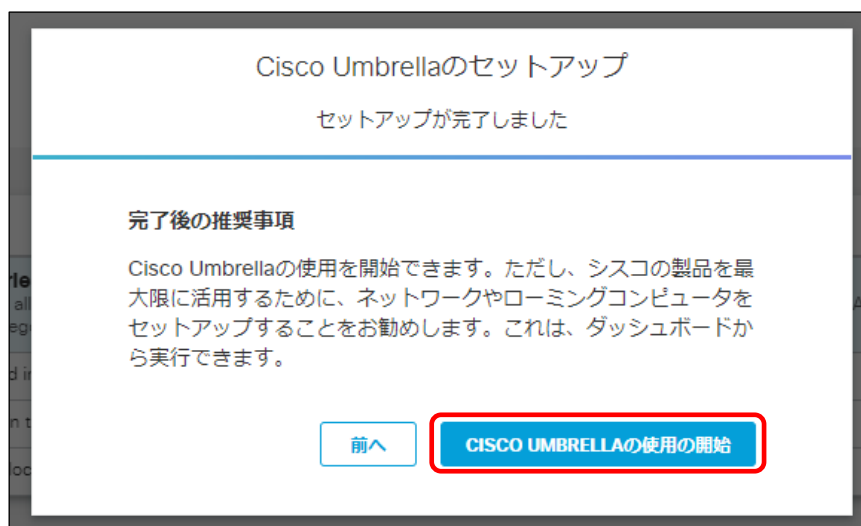 Cisco Umbrellaのセットアップ
セットアップが完了しました
完了後の推奨事項
Cisco Umbrellaの使用を開始できます。ただし、シスコの製品を最
大限に活用するために、ネットワークやローミングコンピュータを
セットアップすることをお勧めします。これは、ダッシュボードか
ら実行できます。
前へ
CISCO UMBRELLAの使用の開始